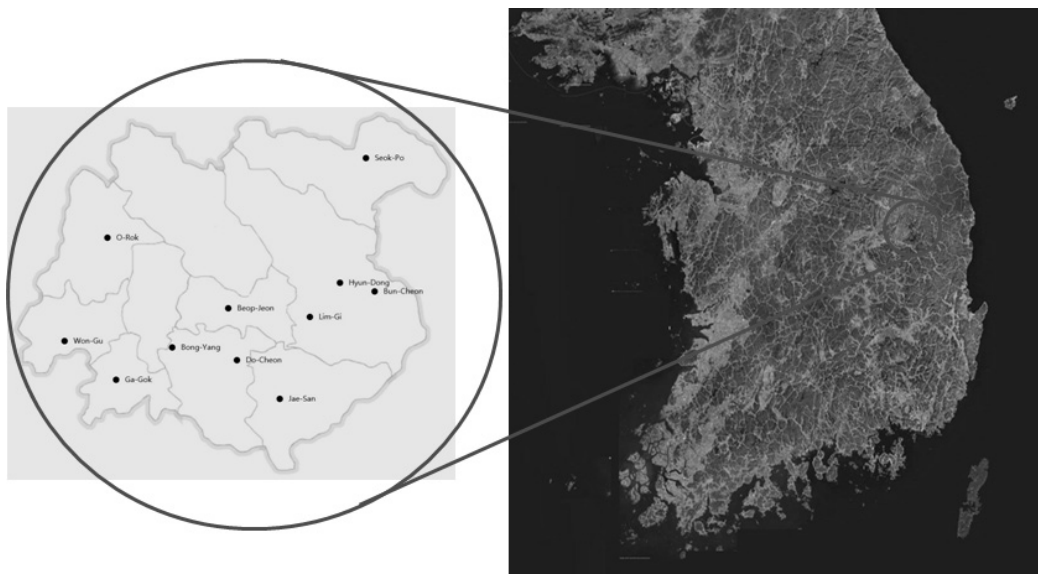 Seok-Po
O-Rok
Hyun-Dong
Bun-Cheon
Beop-Jeon
Lim-Gi
Won-Gu
Bong-Yang
Do-Cheon
Ga-Gok
Jae-San